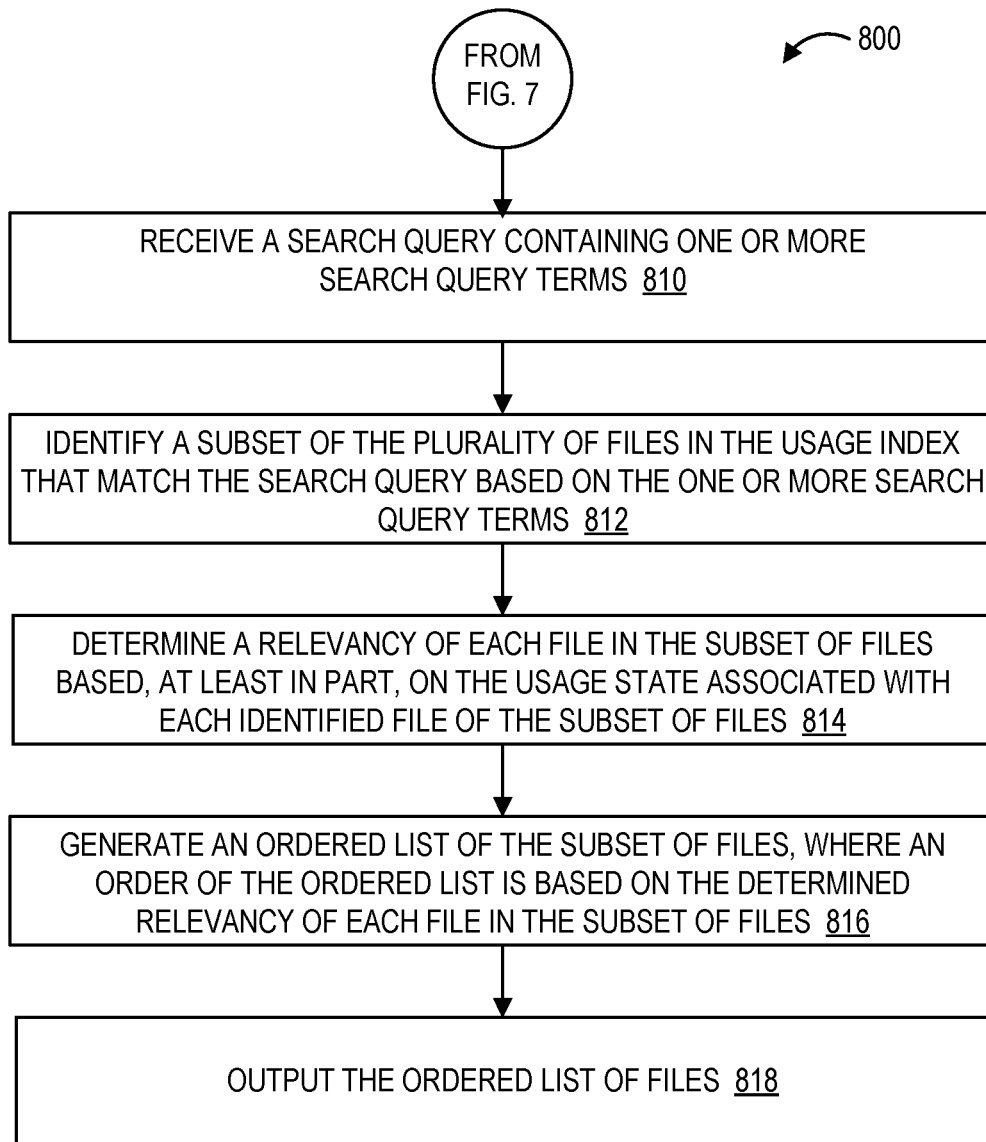 FROM
FIG. 7
800
RECEIVE A SEARCH QUERY CONTAINING ONE OR MORE
SEARCH QUERY TERMS 810
IDENTIFY A SUBSET OF THE PLURALITY OF FILES IN THE USAGE INDEX
THAT MATCH THE SEARCH QUERY BASED ON THE ONE OR MORE SEARCH
QUERY TERMS 812
DETERMINE A RELEVANCY OF EACH FILE IN THE SUBSET OF FILES
BASED, AT LEAST IN PART, ON THE USAGE STATE ASSOCIATED WITH
EACH IDENTIFIED FILE OF THE SUBSET OF FILES 814
GENERATE AN ORDERED LIST OF THE SUBSET OF FILES, WHERE AN
ORDER OF THE ORDERED LIST IS BASED ON THE DETERMINED
RELEVANCY OF EACH FILE IN THE SUBSET OF FILES 816
OUTPUT THE ORDERED LIST OF FILES 818